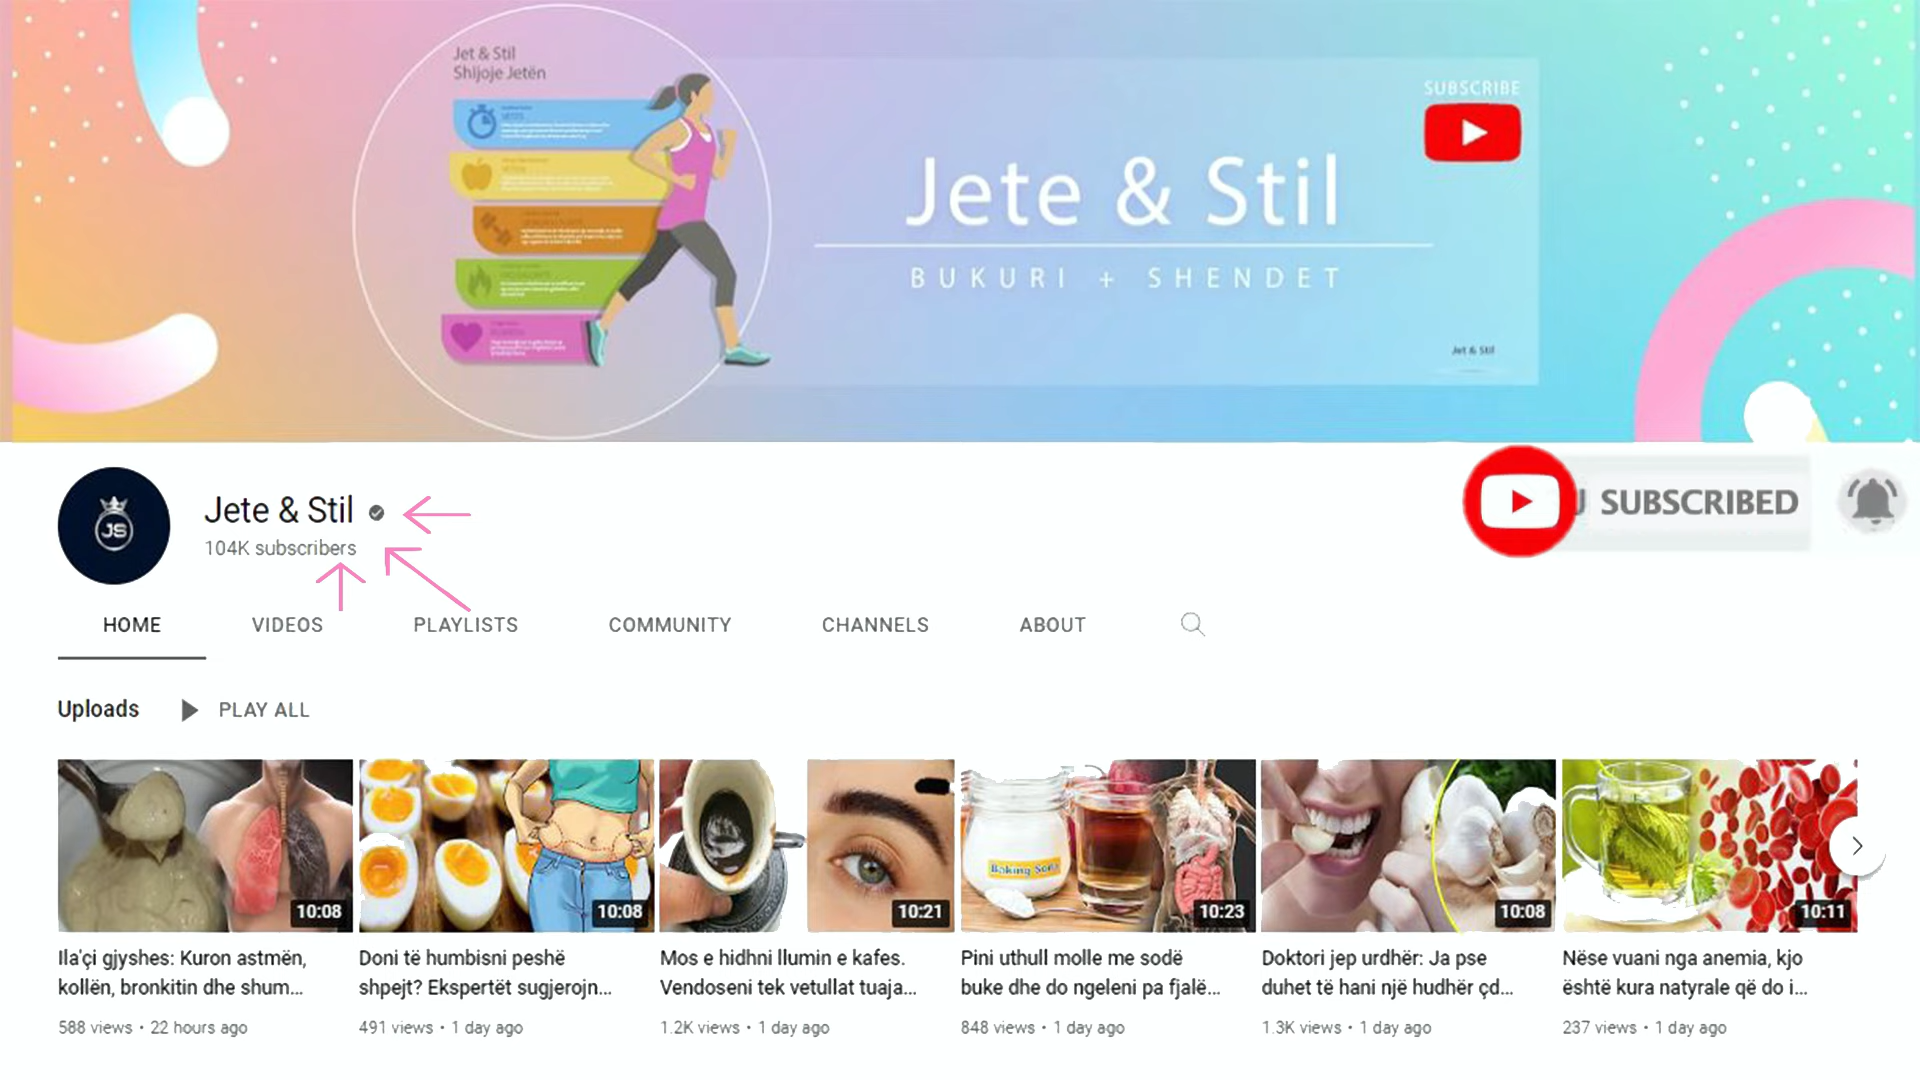 Jet & Stil
Shijoje Jetën
SUBSCRIBE
Jete & Stil
BUKURI + SHENDET
Jet & Stil
JS
Jete & Stil
104K subscribers
SUBSCRIBED
HOME VIDEOS PLAYLISTS COMMUNITY CHANNELS ABOUT
Uploads PLAY ALL
Baking Soda
10:08 10:08 10:21 10:23 10:08 10:11
Ila'çi gjyshes: Kuron astmën,
kollën, bronkitin dhe shum...
588 views • 22 hours ago
Doni të humbisni peshë
shpejt? Ekspertët sugjerojn...
491 views • 1 day ago
Mos e hidhni llumin e kafes.
Vendoseni tek vetullat tuaja...
1.2K views • 1 day ago
Pini uthull molle me sodë
buke dhe do ngeleni pa fjalë...
848 views • 1 day ago
Doktori jep urdhër: Ja pse
duhet të hani një hudhër çd...
1.3K views • 1 day ago
Nëse vuani nga anemia, kjo
është kura natyrale që do i...
237 views • 1 day ago